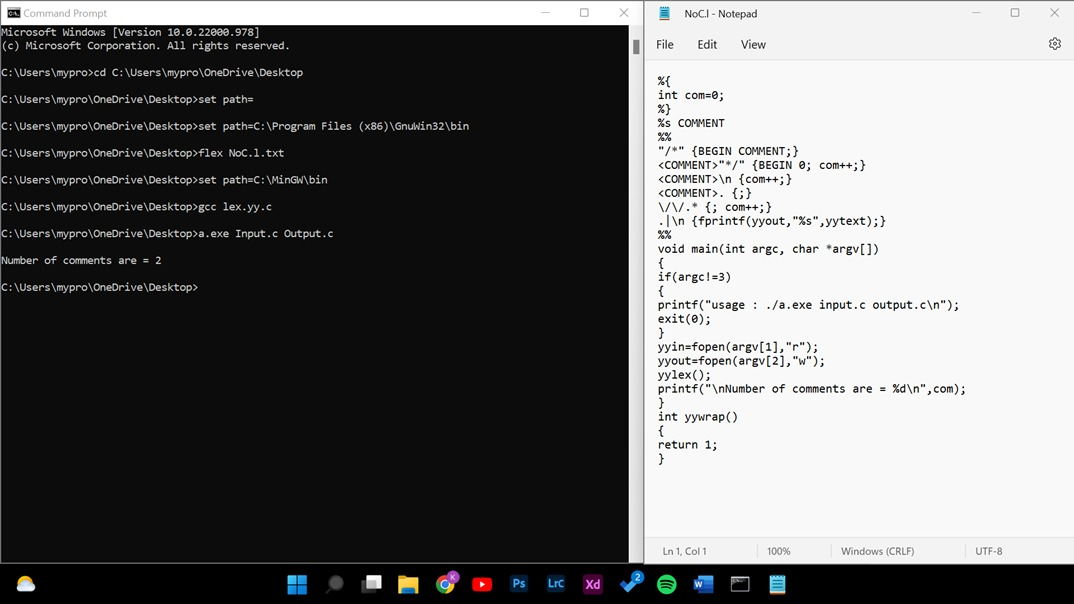 Command Prompt
Microsoft Windows [Version 10.0.22000.978]
(c) Microsoft Corporation. All rights reserved.
C:\Users\mypro>cd C:\Users\mypro\OneDrive\Desktop
C:\Users\mypro\OneDrive\Desktop>set path=
C:\Users\mypro\OneDrive\Desktop>set path=C:\Program Files (x86)\GnuWin32\bin
C:\Users\mypro\OneDrive\Desktop>flex NoC.l.txt
C:\Users\mypro\OneDrive\Desktop>set path=C:\MinGW\bin
C:\Users\mypro\OneDrive\Desktop>gcc lex.yy.c
C:\Users\mypro\OneDrive\Desktop>a.exe Input.c Output.c
Number of comments are = 2
C:\Users\mypro\OneDrive\Desktop>
NoC.l - Notepad
File Edit View
%{
int com=0;
%}
%s COMMENT
%%
"/*" {BEGIN COMMENT;}
<COMMENT>"*/" {BEGIN 0; com++;}
<COMMENT>\n {com++;}
<COMMENT>. {;}
\/\/.* {; com++;}
.|\n {fprintf(yyout,"%s",yytext);}
%%
void main(int argc, char *argv[])
{
if(argc!=3)
{
printf("usage : ./a.exe input.c output.c\n");
exit(0);
}
yyin=fopen(argv[1],"r");
yyout=fopen(argv[2],"w");
yylex();
printf("\nNumber of comments are = %d\n",com);
}
int yywrap()
{
return 1;
}
Ln 1, Col 1 100% Windows (CRLF) UTF-8
K Ps LrC Xd 2 W